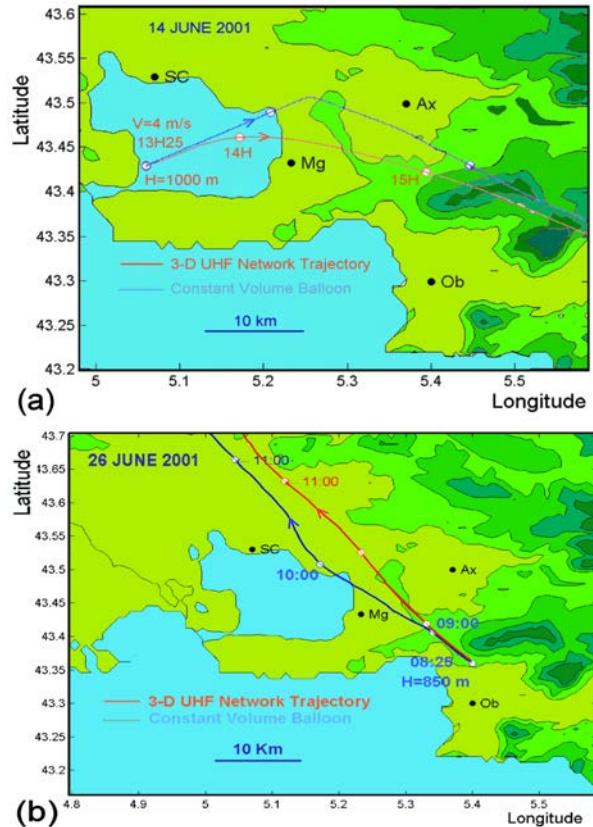 43.6
14 JUNE 2001
43.55
SC
43.5
Ax
V=4 m/s
13H25
14H
Mg
43.45
15H
H=1000 m
43.4
43.35
43.3
3-D UHF Network Trajectory
Ob
Constant Volume Balloon
43.25
10 km
43.2
5
5.1
5.2
5.3
5.4
5.5
Latitude
Longitude
(a)
43.7
26 JUNE 2001
11:00
43.65
11:00
43.6
43.55
SC
10:00
43.5
Ax
43.45
Mg
09:00
43.4
08:25
H=850 m
43.35
43.3
3-D UHF Network Trajectory
Ob
Constant Volume Balloon
43.25
10 Km
43.2
4.8
4.9
5
5.1
5.2
5.3
5.4
5.5
Latitude
Longitude
(b)